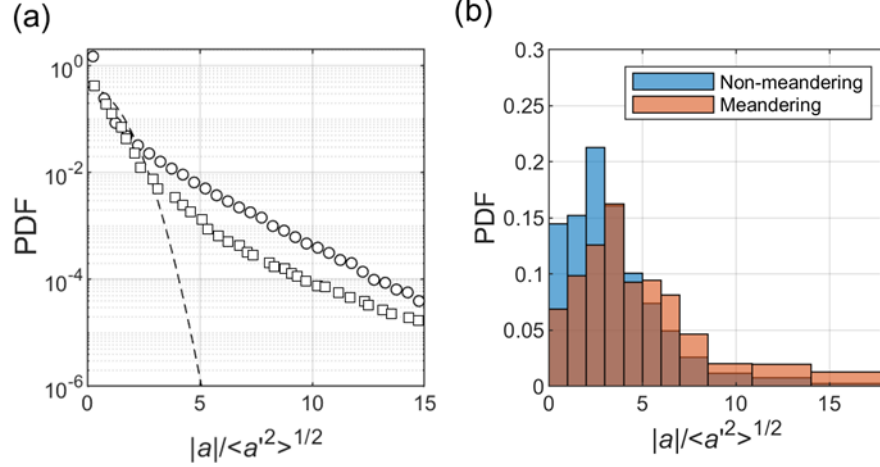 (a)
PDF
10^0
10^-2
10^-4
10^-6
0 5 10 15
|a|/<a'^2>^1/2
(b)
PDF
0.3
0.25
0.2
0.15
0.1
0.05
0
Non-meandering
Meandering
0 5 10 15
|a|/<a'^2>^1/2